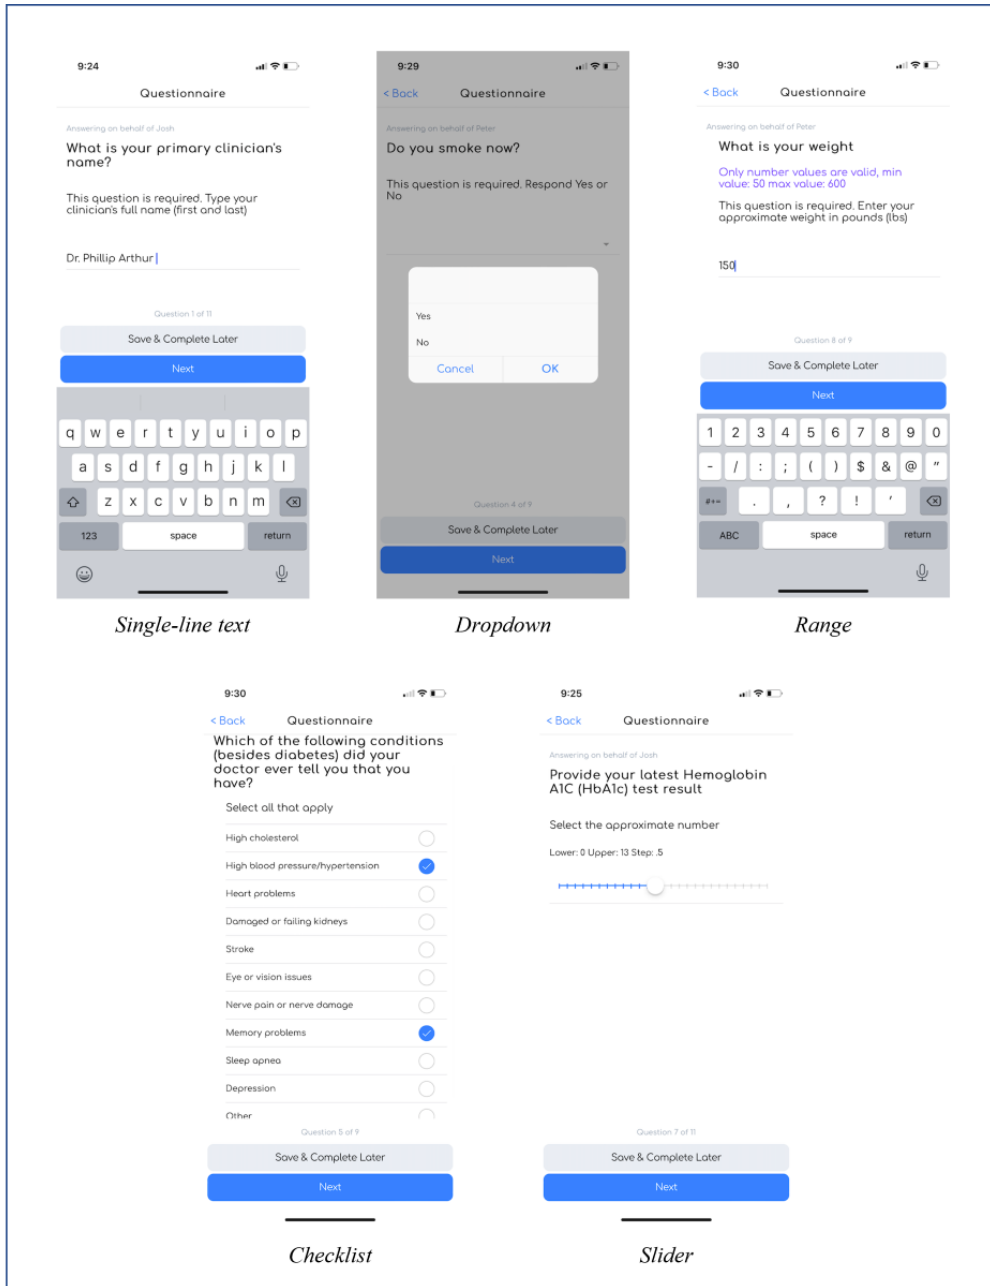 9:24
Questionnaire
Answering on behalf of Josh
What is your primary clinician's
name?
This question is required. Type your
clinician's full name (first and last)
Dr. Phillip Arthur
Question 1 of 11
Save & Complete Later
Next
q w e r t y u i o p
a s d f g h j k l
z x c v b n m
123 space return
Single-line text
9:29
< Back Questionnaire
Answering on behalf of Peter
Do you smoke now?
This question is required. Respond Yes or
No
Yes
No
Cancel OK
Question 4 of 9
Save & Complete Later
Next
Dropdown
9:30
< Back Questionnaire
Answering on behalf of Peter
What is your weight
Only number values are valid, min
value: 50 max value: 600
This question is required. Enter your
approximate weight in pounds (lbs)
150
Question 8 of 9
Save & Complete Later
Next
1 2 3 4 5 6 7 8 9 0
- / : ; ( ) $ & @ "
#+= . , ? ! '
ABC space return
Range
9:30
< Back Questionnaire
Which of the following conditions
(besides diabetes) did your
doctor ever tell you that you
have?
Select all that apply
High cholesterol
High blood pressure/hypertension
Heart problems
Damaged or failing kidneys
Stroke
Eye or vision issues
Nerve pain or nerve damage
Memory problems
Sleep apnea
Depression
Other
Question 5 of 9
Save & Complete Later
Next
Checklist
9:25
< Back Questionnaire
Answering on behalf of Josh
Provide your latest Hemoglobin
A1C (HbA1c) test result
Select the approximate number
Lower: 0 Upper: 13 Step: .5
Question 7 of 11
Save & Complete Later
Next
Slider